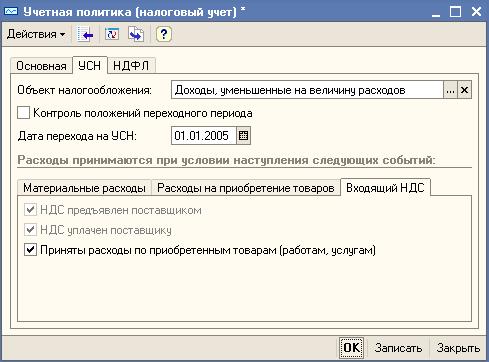 Учетная политика (налоговый учет) *
Действия
Основная УСН НДФЛ
Объект налогообложения: Доходы, уменьшенные на величину расходов ... ×
Контроль положений переходного периода
Дата перехода на УСН: 01.01.2005
Расходы принимаются при условии наступления следующих событий:
Материальные расходы Расходы на приобретение товаров Входящий НДС
НДС предъявлен поставщиком
НДС уплачен поставщику
Приняты расходы по приобретенным товарам (работам, услугам)
OK Записать Закрыть